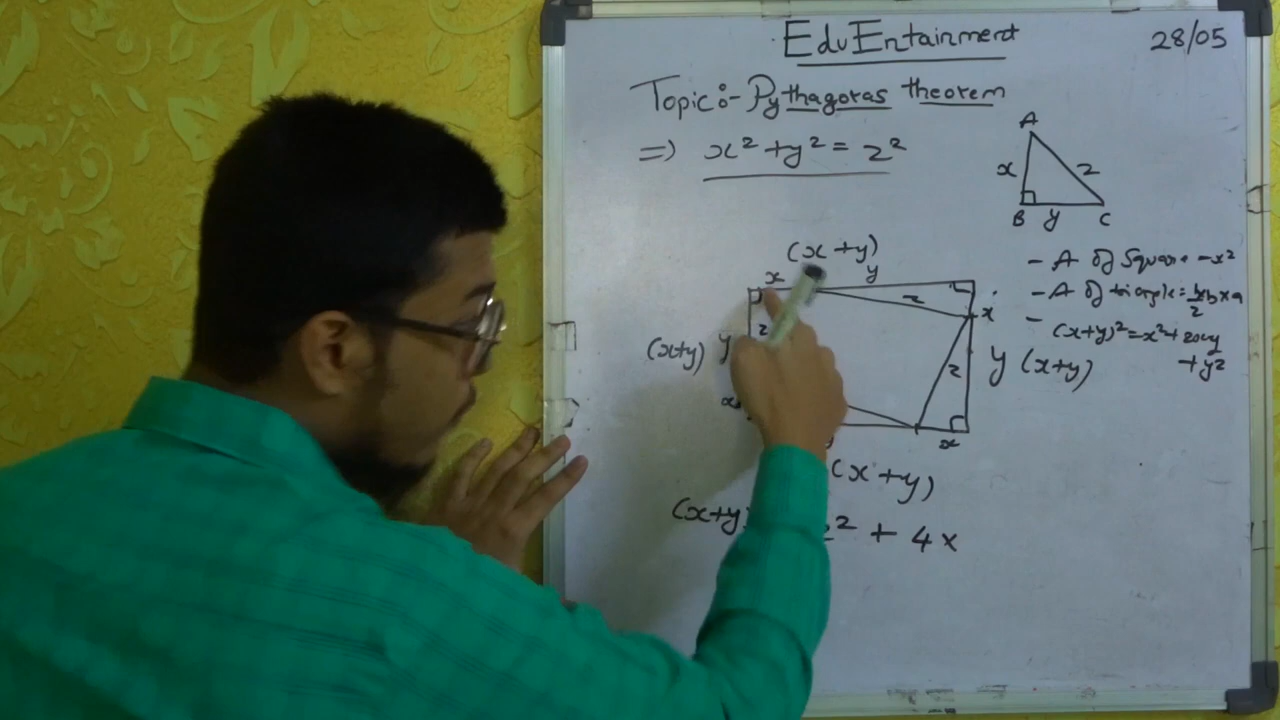 EduEntainment
28/05
Topic:- Pythagoras theorem
=) x² + y² = z²
A
x z
B y C
(x+y)
x y
z x
(x+y) y z
z y (x+y)
x
x
(x+y)
- A of Square = x²
- A of triangle = ½
- (x+y)² = x² + 2xy
+ y²
(x+y) ² + 4 x